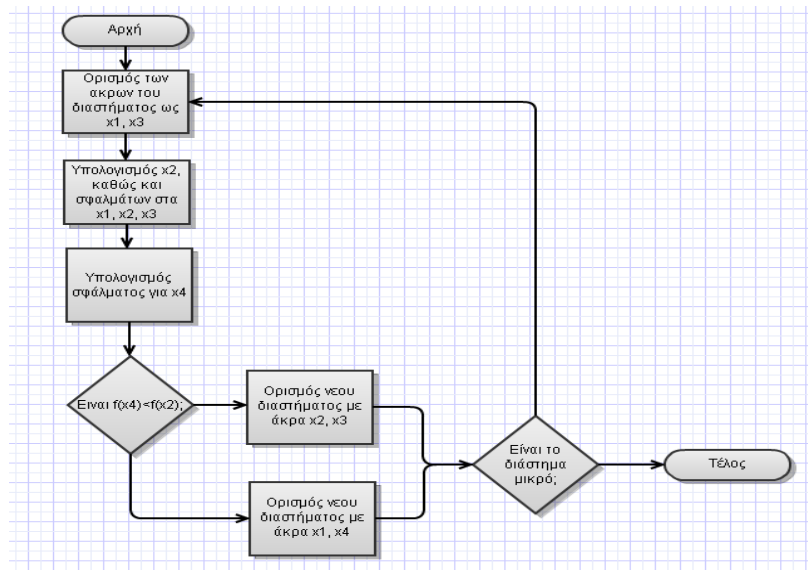 Αρχή
Ορισμός των
ακρων του
διαστήματος ως
x1, x3
Υπολογισμός x2,
καθώς και
σφαλμάτων στα
x1, x2, x3
Υπολογισμός
σφάλματος για x4
Ειναι f(x4)<f(x2);
Ορισμός νεου
διαστήματος με
άκρα x2, x3
Ορισμός νεου
διαστήματος με
άκρα x1, x4
Είναι το
διάστημα
μικρό;
Τέλος